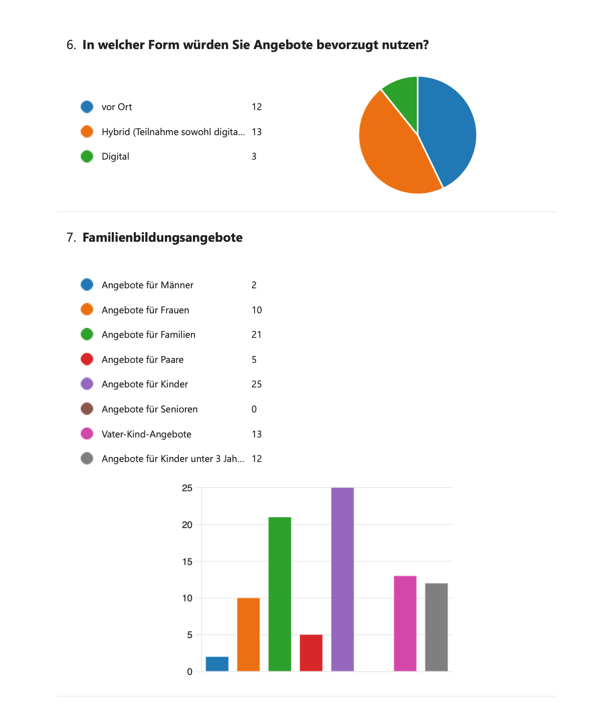 6. In welcher Form würden Sie Angebote bevorzugt nutzen?
vor Ort 12
Hybrid (Teilnahme sowohl digita... 13
Digital 3
7. Familienbildungsangebote
Angebote für Männer 2
Angebote für Frauen 10
Angebote für Familien 21
Angebote für Paare 5
Angebote für Kinder 25
Angebote für Senioren 0
Vater-Kind-Angebote 13
Angebote für Kinder unter 3 Jah... 12
25
20
15
10
5
0